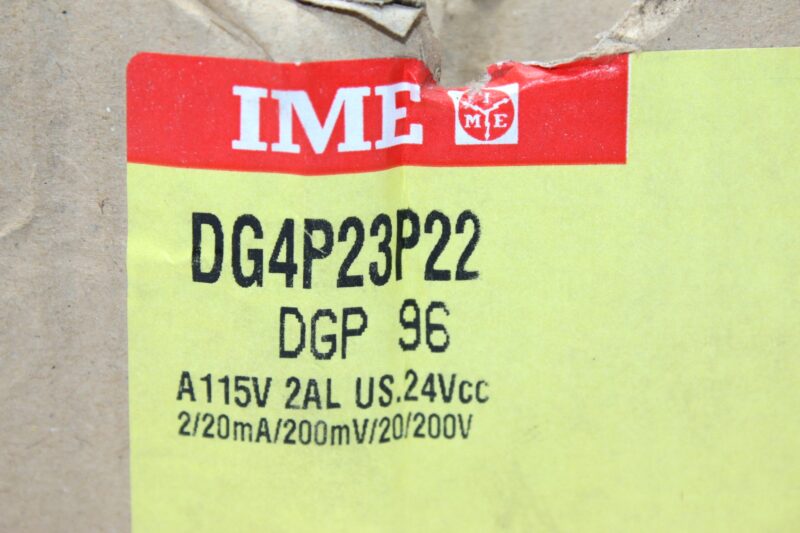 IME I M E
DG4P23P22
DGP 96
A115V 2AL US.24Vcc
2/20mA/200mV/20/200V